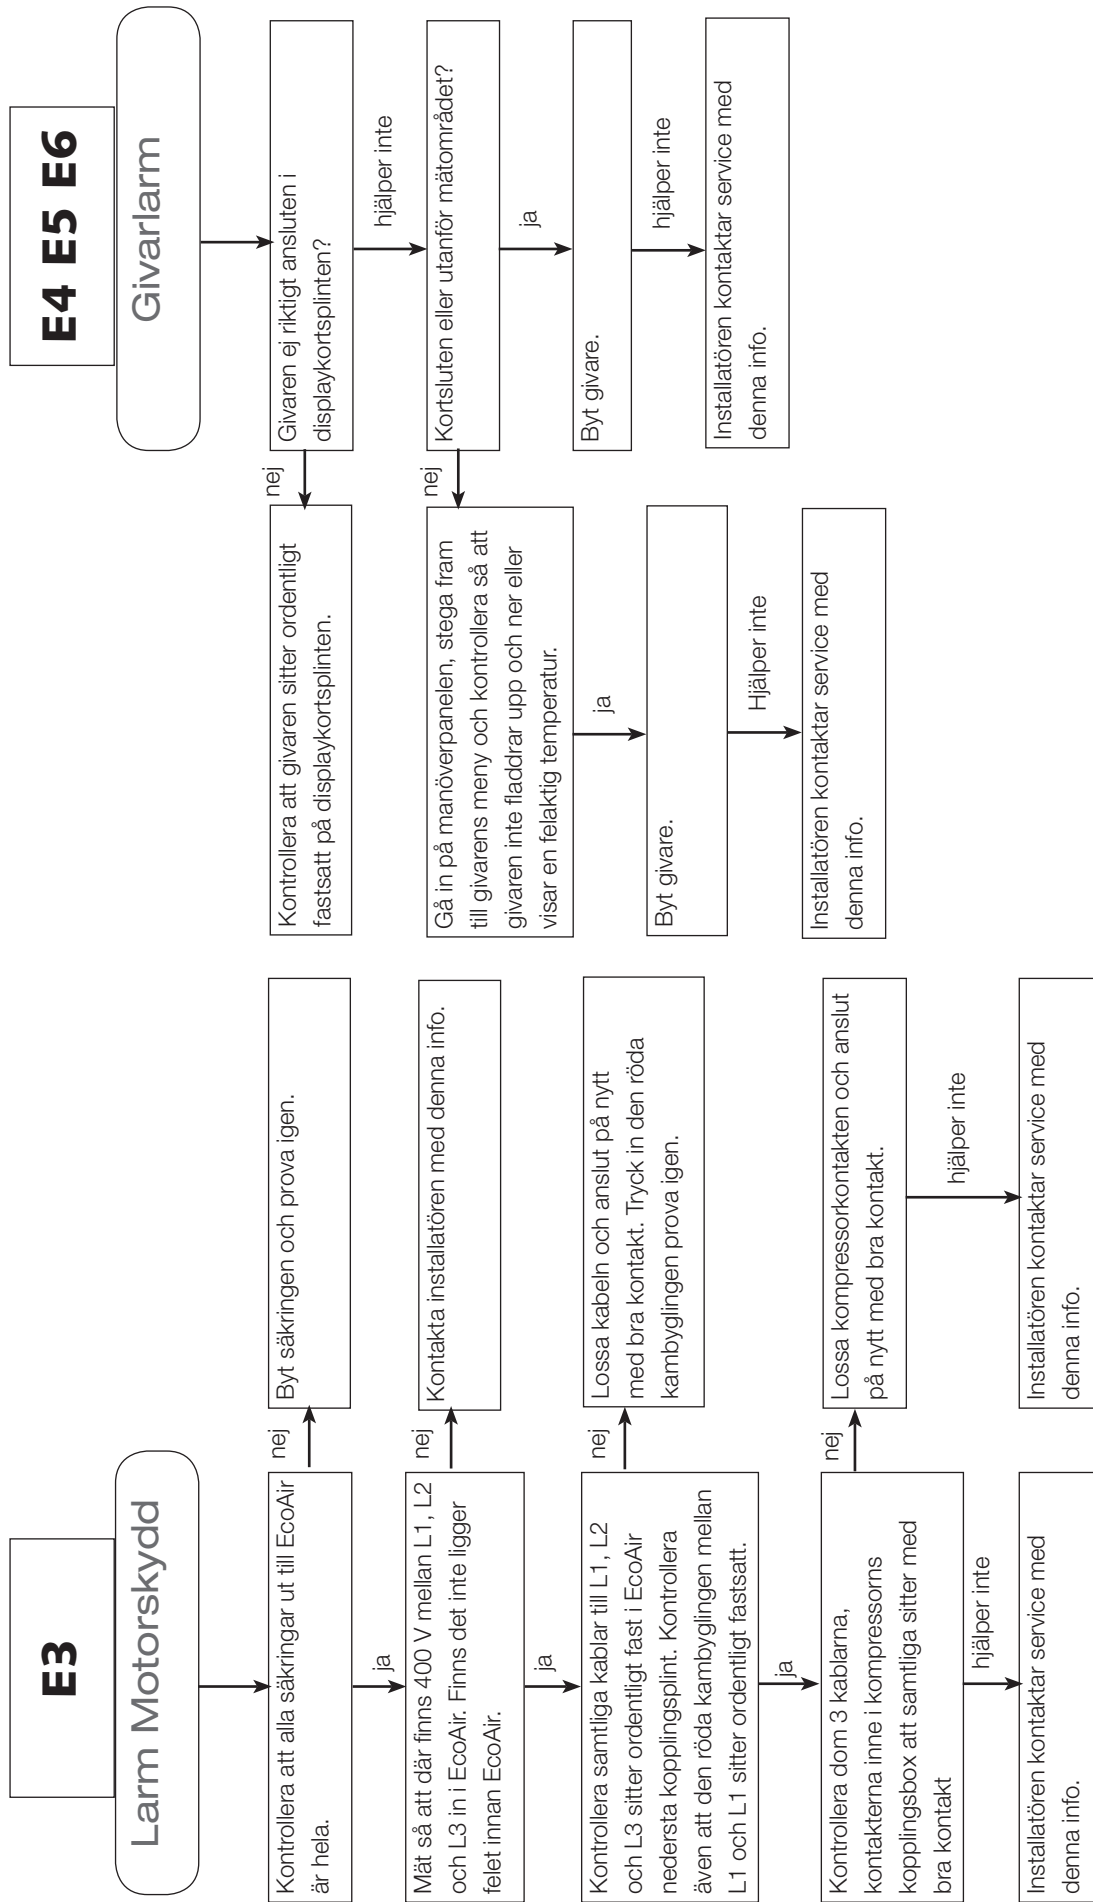 E3
Larm Motorskydd
Kontrollera att alla säkringar ut till EcoAir
är hela.
nej
Byt säkringen och prova igen.
ja
Mät så att där finns 400 V mellan L1, L2
och L3 in i EcoAir. Finns det inte ligger
felet innan EcoAir.
nej
Kontakta installatören med denna info.
ja
Kontrollera samtliga kablar till L1, L2
och L3 sitter ordentligt fast i EcoAir
nedersta kopplingsplint. Kontrollera
även att den röda kambyglingen mellan
L1 och L1 sitter ordentligt fastsatt.
nej
Lossa kabeln och anslut på nytt
med bra kontakt. Tryck in den röda
kambyglingen prova igen.
ja
Kontrollera dom 3 kablarna,
kontakterna inne i kompressorns
kopplingsbox att samtliga sitter med
bra kontakt
nej
Lossa kompressorkontakten och anslut
på nytt med bra kontakt.
hjälper inte
Installatören kontaktar service med
denna info.
hjälper inte
Installatören kontaktar service med
denna info.
E4 E5 E6
Givarlarm
Givaren ej riktigt ansluten i
displaykortsplinten?
nej
Kontrollera att givaren sitter ordentligt
fastsatt på displaykortsplinten.
hjälper inte
Kortsluten eller utanför mätområdet?
nej
Gå in på manöverpanelen, stega fram
till givarens meny och kontrollera så att
givaren inte fladdrar upp och ner eller
visar en felaktig temperatur.
ja
Byt givare.
Hjälper inte
Installatören kontaktar service med
denna info.
ja
Byt givare.
hjälper inte
Installatören kontaktar service med
denna info.